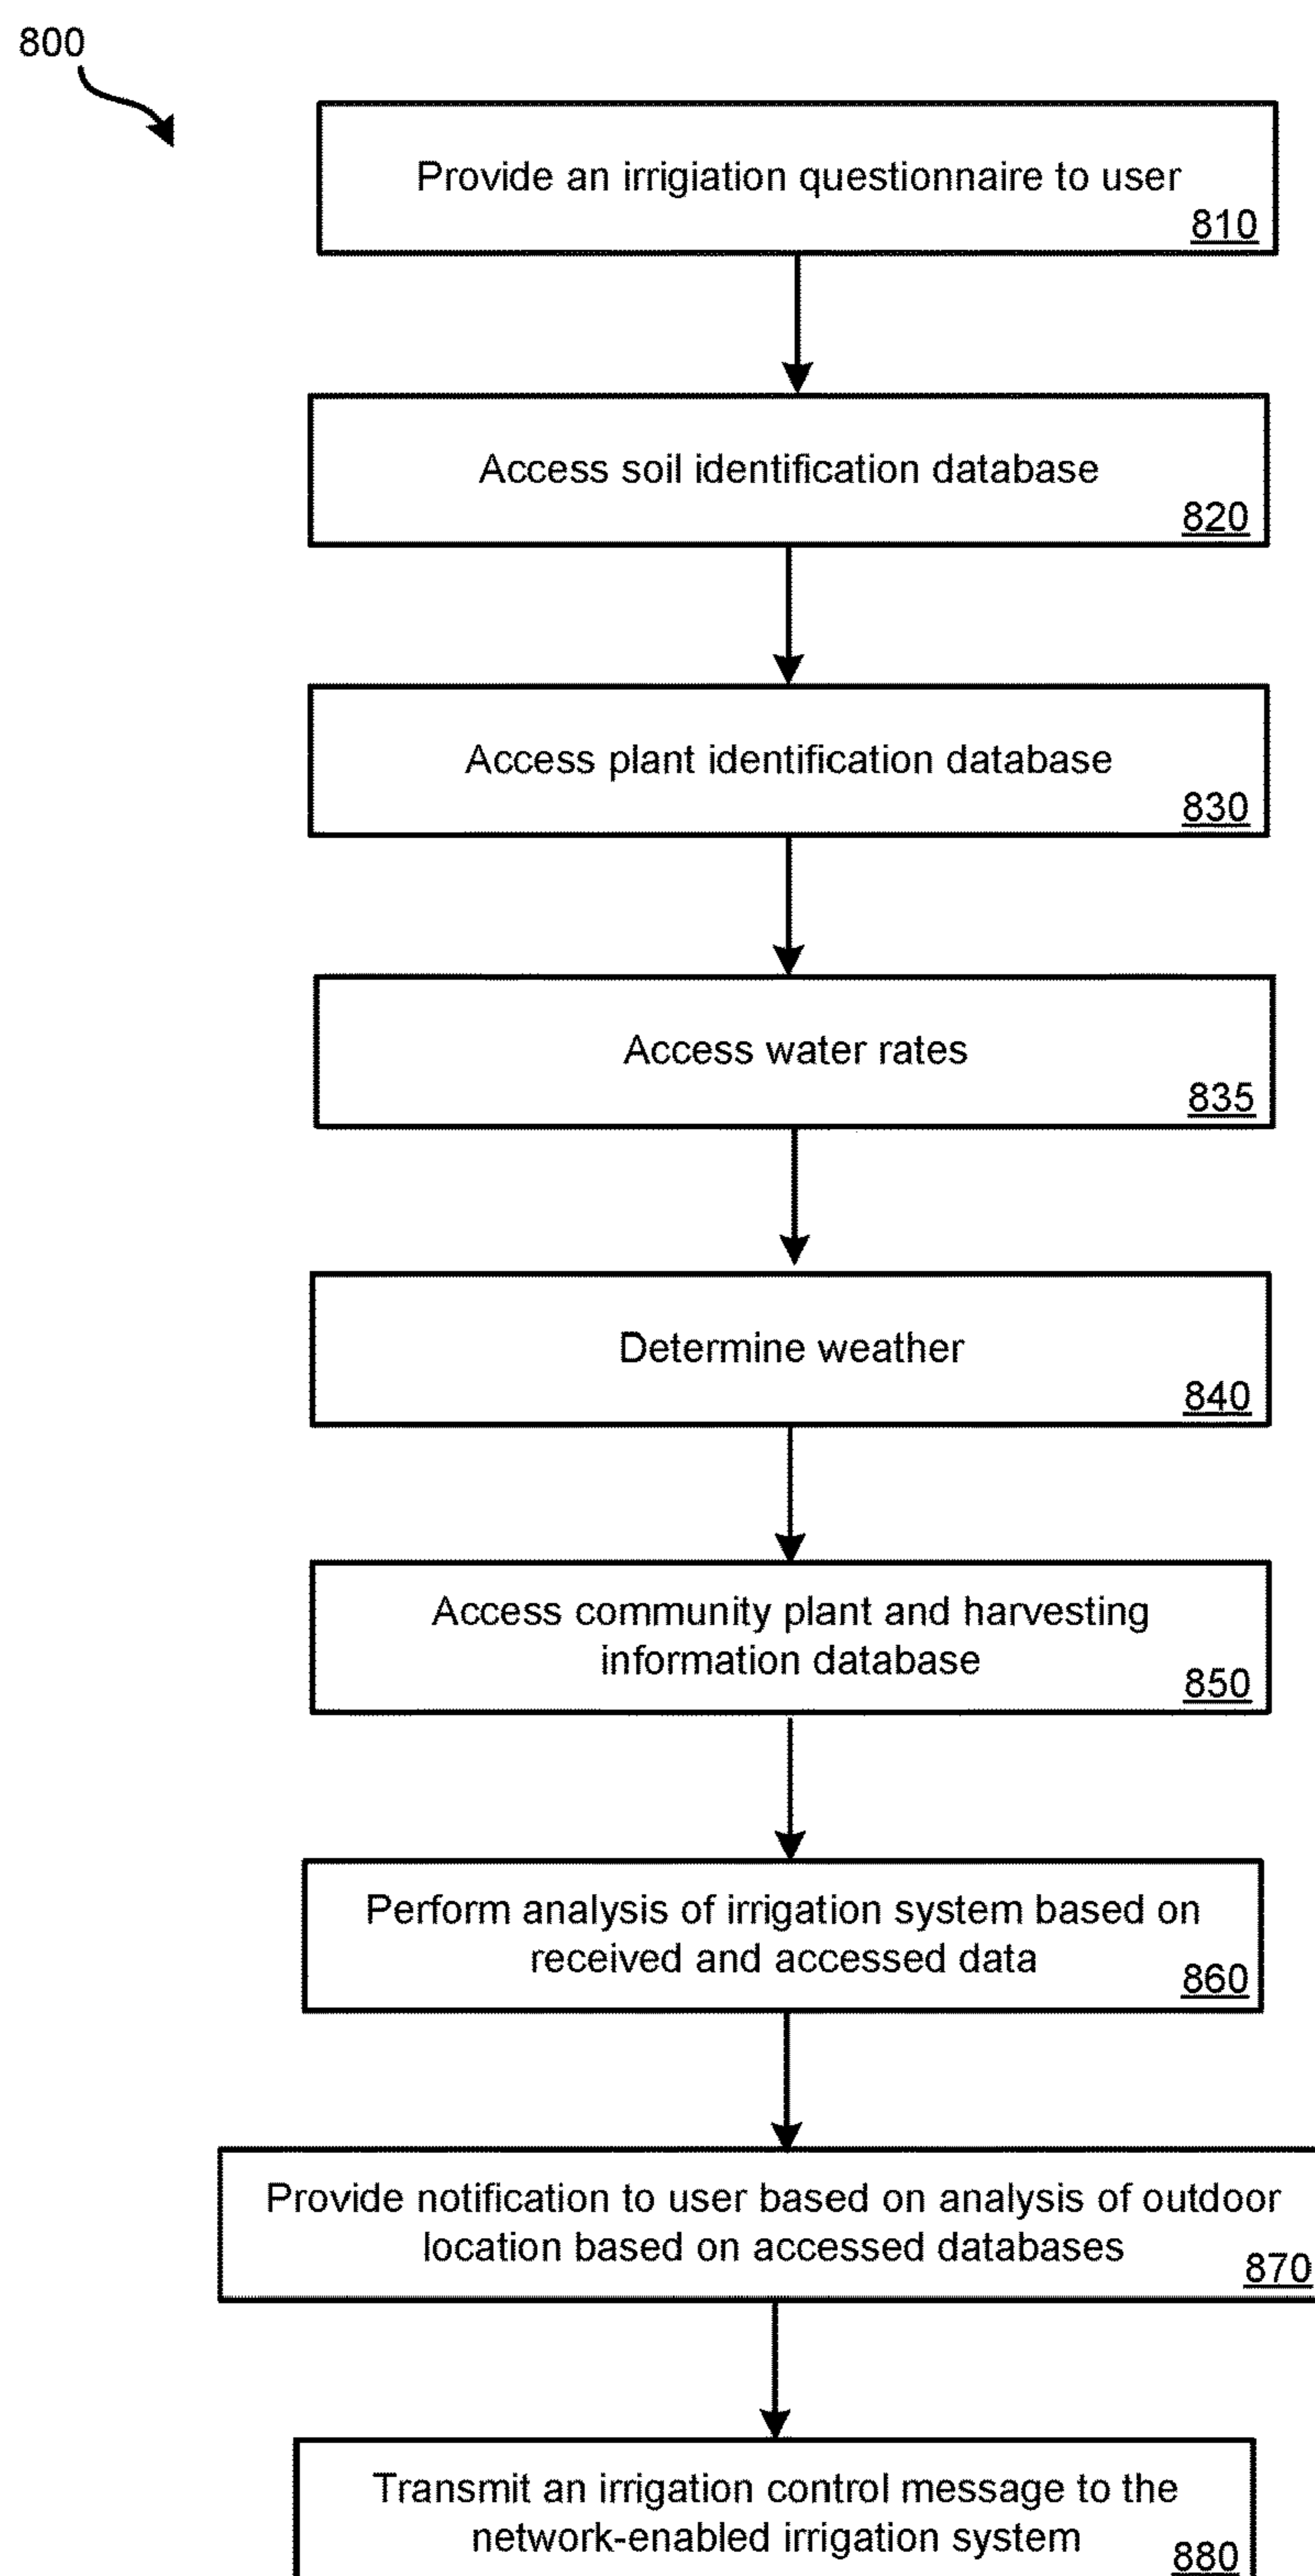 800
Provide an irrigiation questionnaire to user
810
Access soil identification database
820
Access plant identification database
830
Access water rates
835
Determine weather
840
Access community plant and harvesting
information database
850
Perform analysis of irrigation system based on
received and accessed data
860
Provide notification to user based on analysis of outdoor
location based on accessed databases
870
Transmit an irrigation control message to the
network-enabled irrigation system
880